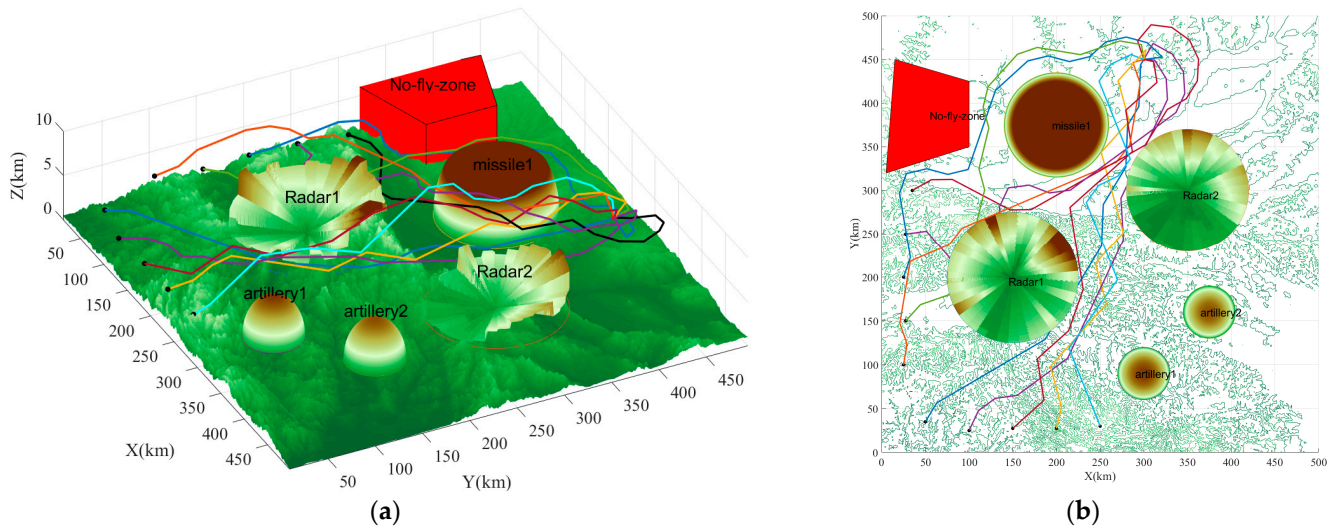 10
5
0
Z(km)
50
100
150
200
250
300
350
400
450
X(km)
50
100
150
200
250
300
350
400
450
Y(km)
No-fly-zone
missile1
Radar1
Radar2
artillery1
artillery2
(a)
500
450
400
350
300
250
200
150
100
50
0
Y(km)
0
50
100
150
200
250
300
350
400
450
500
X(km)
No-fly-zone
missile1
Radar2
Radar1
artillery2
artillery1
(b)